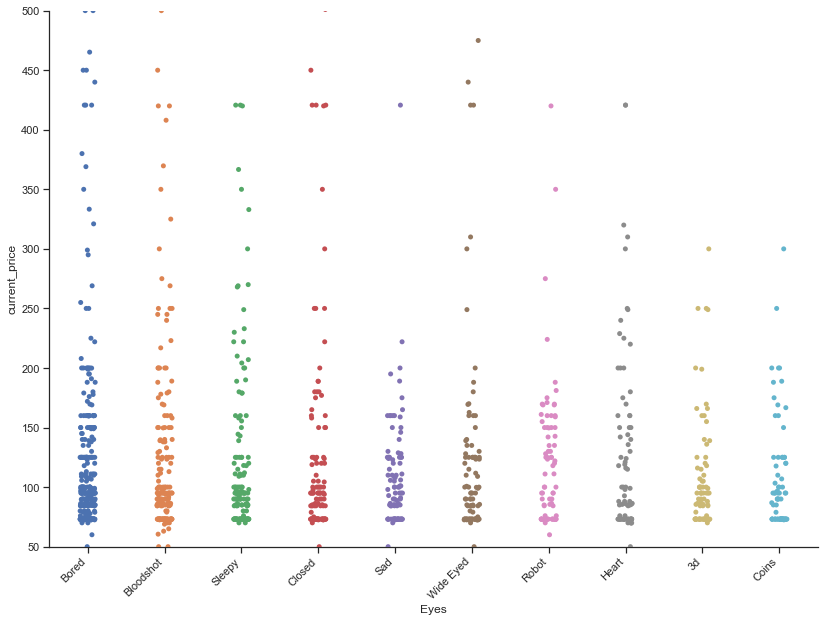 500
450
400
350
300
250
200
150
100
50
current_price
Bored
Bloodshot
Sleepy
Closed
Sad
Wide Eyed
Robot
Heart
3d
Coins
Eyes